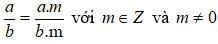 a/b = a.m/b.m với m ∈ Z và m ≠ 0